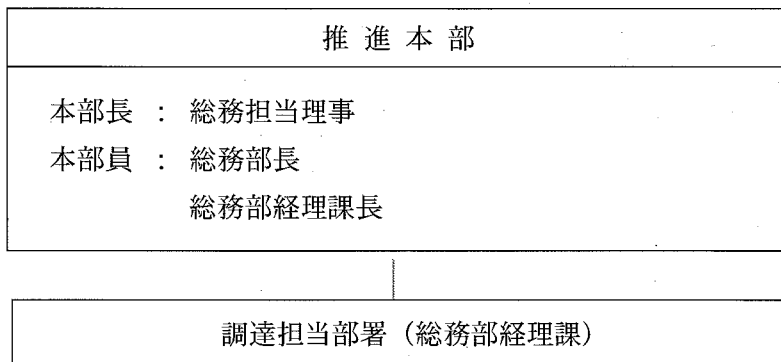 推進本部
本部長 : 総務担当理事
本部員 : 総務部長
総務部経理課長
調達担当部署（総務部経理課）